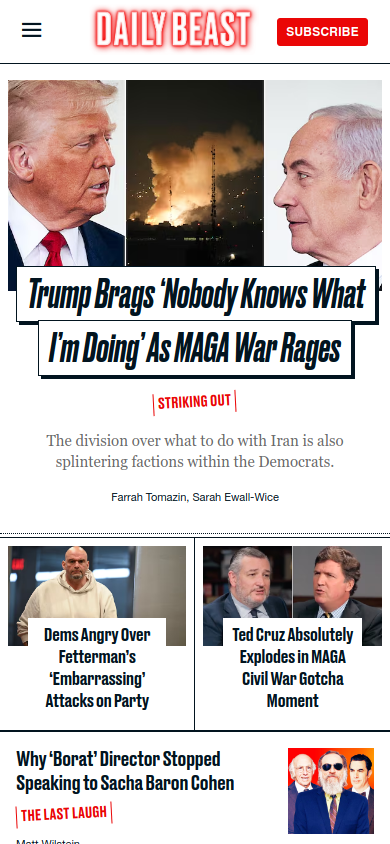 DAILY BEAST
SUBSCRIBE
Trump Brags ‘Nobody Knows What
I’m Doing’ As MAGA War Rages
STRIKING OUT
The division over what to do with Iran is also
splintering factions within the Democrats.
Farrah Tomazin, Sarah Ewall-Wice
Dems Angry Over
Fetterman’s
‘Embarrassing’
Attacks on Party
Ted Cruz Absolutely
Explodes in MAGA
Civil War Gotcha
Moment
Why ‘Borat’ Director Stopped
Speaking to Sacha Baron Cohen
THE LAST LAUGH
Matt Wilstein